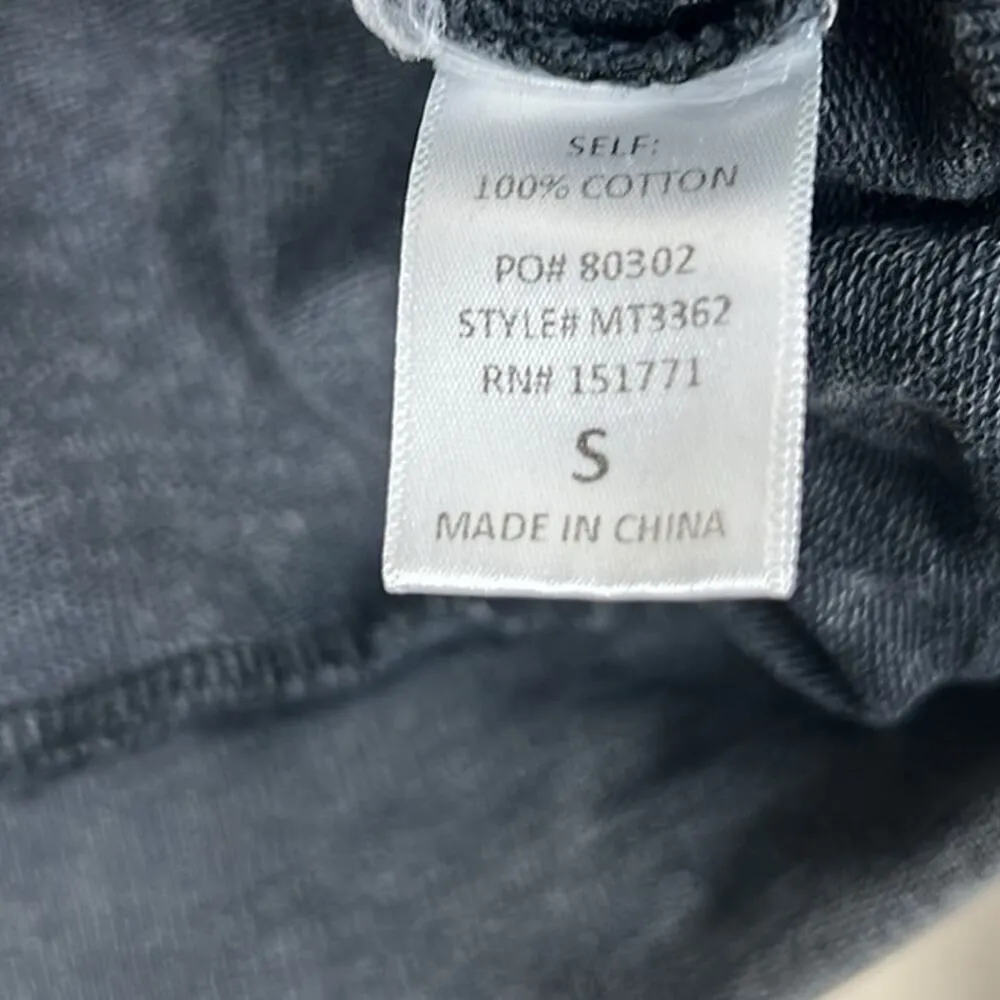 SELF:
100% COTTON
PO# 80302
STYLE# MT3362
RN# 151771
S
MADE IN CHINA